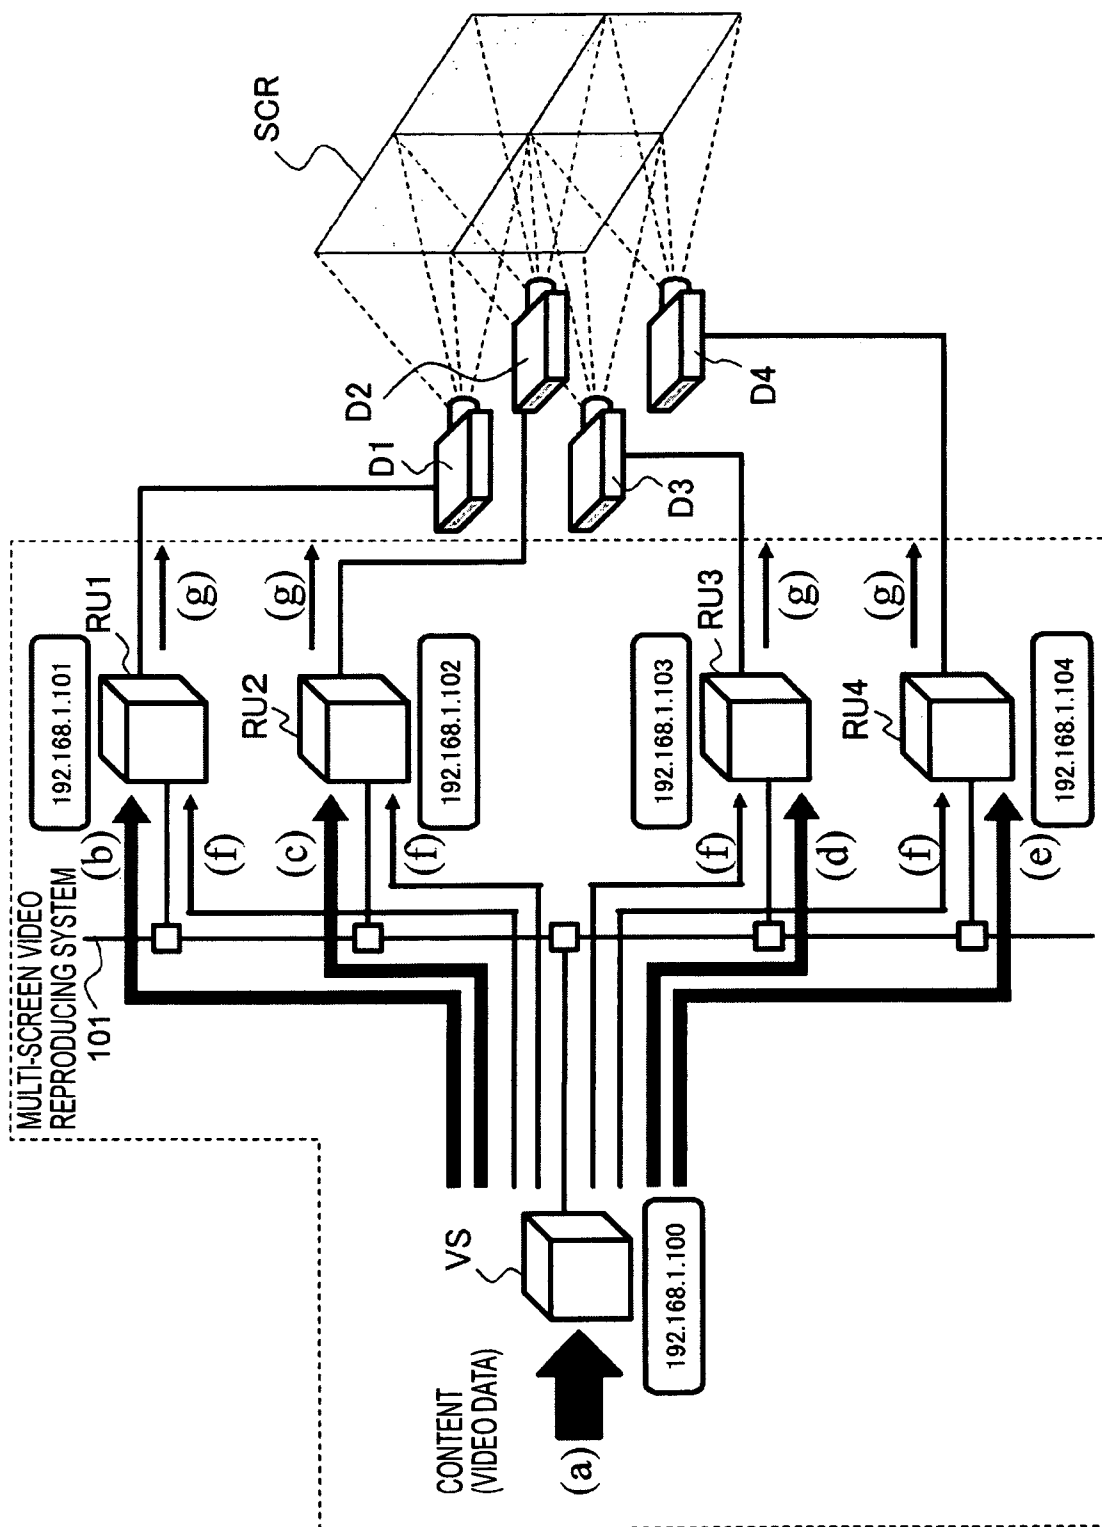 MULTI-SCREEN VIDEO
REPRODUCING SYSTEM
101
192.168.1.101
(b)
RU1
(g)
(f)
RU2
(g)
SCR
(c)
D2
D1
(f)
192.168.1.102
CONTENT
(VIDEO DATA)
VS
(a)
192.168.1.100
192.168.1.103
D3
(f)
RU3
D4
(g)
(d)
RU4
(g)
(f)
(e)
192.168.1.104